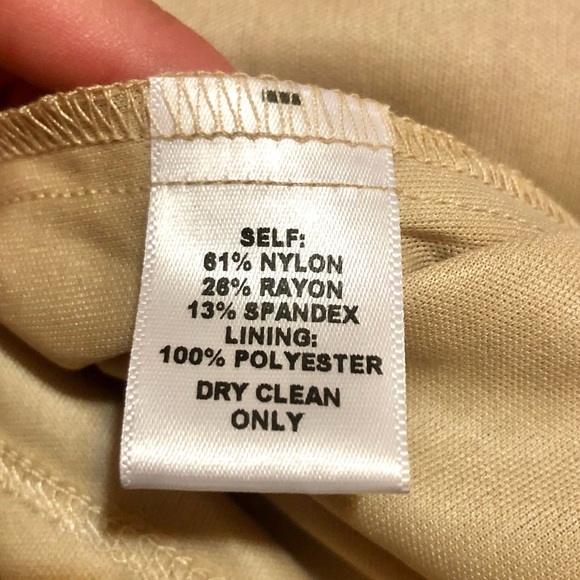 SELF:
61% NYLON
26% RAYON
13% SPANDEX
LINING:
100% POLYESTER
DRY CLEAN
ONLY